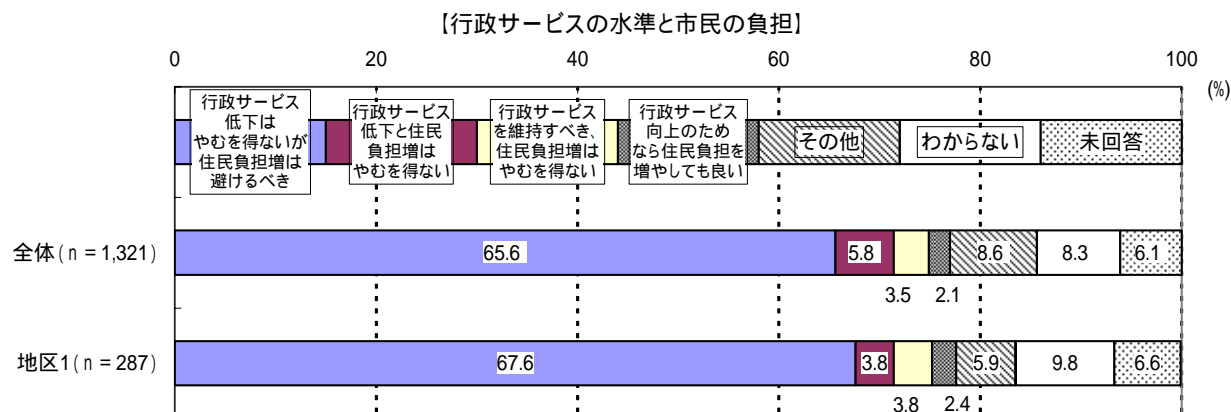 【行政サービスの水準と市民の負担】
0 20 40 60 80 100
(%)
行政サービス
低下は
やむを得ないが
住民負担増は
避けるべき
行政サービス
低下と住民
負担増は
やむを得ない
行政サービス
を維持すべき、
住民負担増は
やむを得ない
行政サービス
向上のため
なら住民負担を
増やしても良い
その他
わからない
未回答
全体(n=1,321)
65.6 5.8 8.6 8.3 6.1
3.5 2.1
地区1(n=287)
67.6 3.8 5.9 9.8 6.6
3.8 2.4